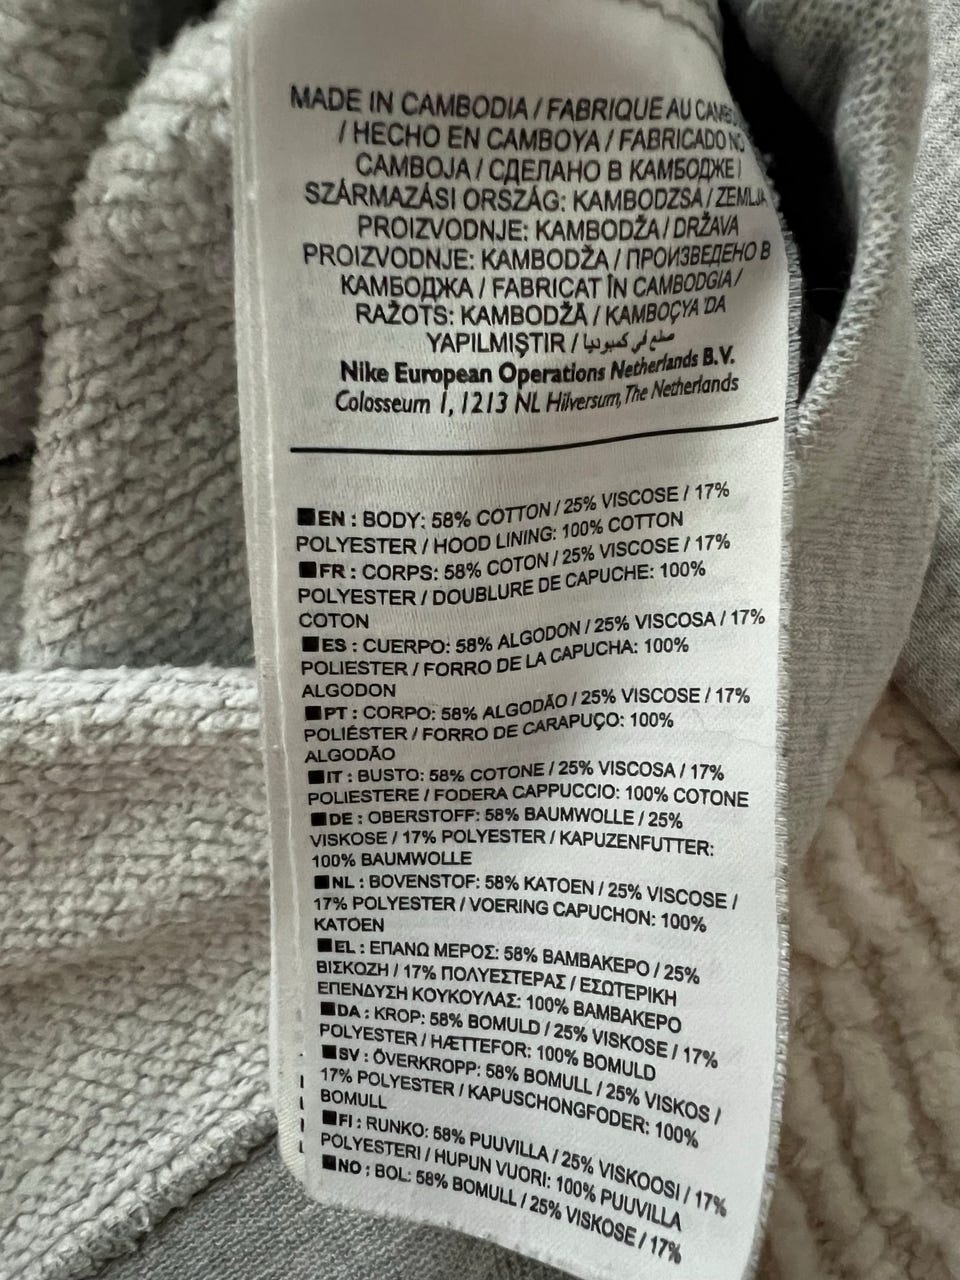 MADE IN CAMBODIA / FABRIQUE AU
/ HECHO EN CAMBOYA / FABRICADO NO
CAMBOJA / СДЕЛАНО В КАМБОДЖЕ /
SZÁRMAZÁSI ORSZÁG: KAMBODZSA / ZEMLJA
PROIZVODNJE: KAMBODŽA / DRŽAVA
PROIZVODNJE: KAMBODŽA / ПРОИЗВЕДЕНО В
КАМБОДЖА / FABRICAT ÎN CAMBODGIA /
RAŽOTS: KAMBODŽĀ / KAMBOÇYA'DA
YAPILMIŞTIR / صنع في كمبوديا
Nike European Operations Netherlands B.V.
Colosseum 1, 1213 NL Hilversum, The Netherlands
EN : BODY: 58% COTTON / 25% VISCOSE / 17%
POLYESTER / HOOD LINING: 100% COTTON
FR : CORPS: 58% COTON / 25% VISCOSE / 17%
POLYESTER / DOUBLURE DE CAPUCHE: 100%
COTON
ES : CUERPO: 58% ALGODON / 25% VISCOSA / 17%
POLIESTER / FORRO DE LA CAPUCHA: 100%
ALGODON
PT : CORPO: 58% ALGODÃO / 25% VISCOSE / 17%
POLIÉSTER / FORRO DE CARAPUÇO: 100%
ALGODÃO
IT : BUSTO: 58% COTONE / 25% VISCOSA / 17%
POLIESTERE / FODERA CAPPUCCIO: 100% COTONE
DE : OBERSTOFF: 58% BAUMWOLLE / 25%
VISKOSE / 17% POLYESTER / KAPUZENFUTTER:
100% BAUMWOLLE
NL : BOVENSTOF: 58% KATOEN / 25% VISCOSE /
17% POLYESTER / VOERING CAPUCHON: 100%
KATOEN
EL : ΕΠΑΝΩ ΜΕΡΟΣ: 58% ΒΑΜΒΑΚΕΡΟ / 25%
ΒΙΣΚΟΖΗ / 17% ΠΟΛΥΕΣΤΕΡΑΣ / ΕΣΩΤΕΡΙΚΗ
ΕΠΕΝΔΥΣΗ ΚΟΥΚΟΥΛΑΣ: 100% ΒΑΜΒΑΚΕΡΟ
DA : KROP: 58% BOMULD / 25% VISKOSE / 17%
POLYESTER / HÆTTEFOR: 100% BOMULD
SV : ÖVERKROPP: 58% BOMULL / 25% VISKOS /
17% POLYESTER / KAPUSCHONGFODER: 100%
BOMULL
FI : RUNKO: 58% PUUVILLA / 25% VISKOOSI / 17%
POLYESTERI / HUPUN VUORI: 100% PUUVILLA
NO : BOL: 58% BOMULL / 25% VISKOSE / 17%